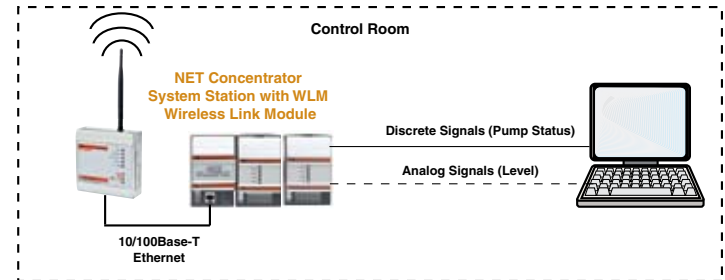 Control Room
NET Concentrator
System Station with WLM
Wireless Link Module
Discrete Signals (Pump Status)
Analog Signals (Level)
10/100Base-T
Ethernet